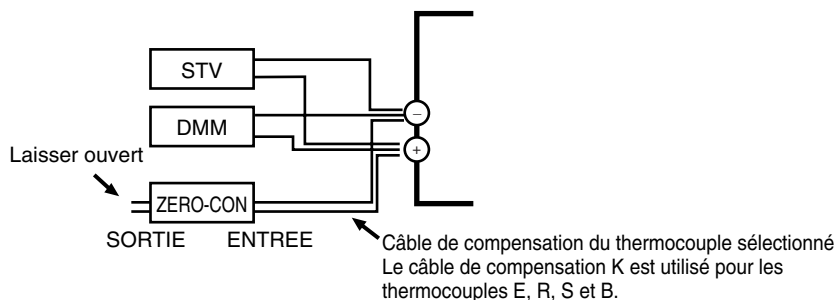 STV
−
DMM
+
Laisser ouvert
ZERO-CON
SORTIE ENTREE
Câble de compensation du thermocouple sélectionné
Le câble de compensation K est utilisé pour les
thermocouples E, R, S et B.